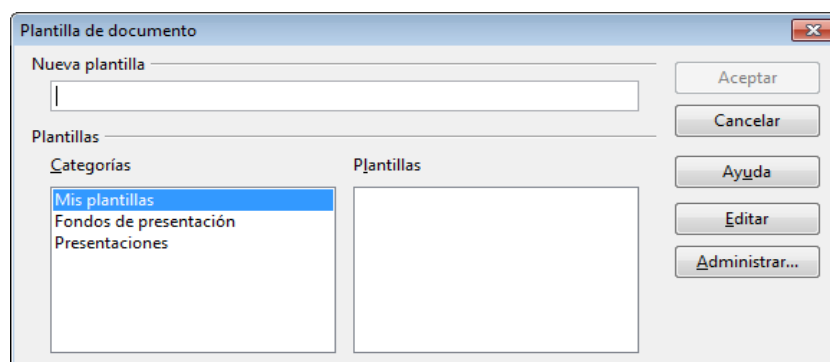 Plantilla de documento
Nueva plantilla
Aceptar
Cancelar
Plantillas
Categorías
Plantillas
Ayuda
Mis plantillas
Fondos de presentación
Editar
Presentaciones
Administrar...